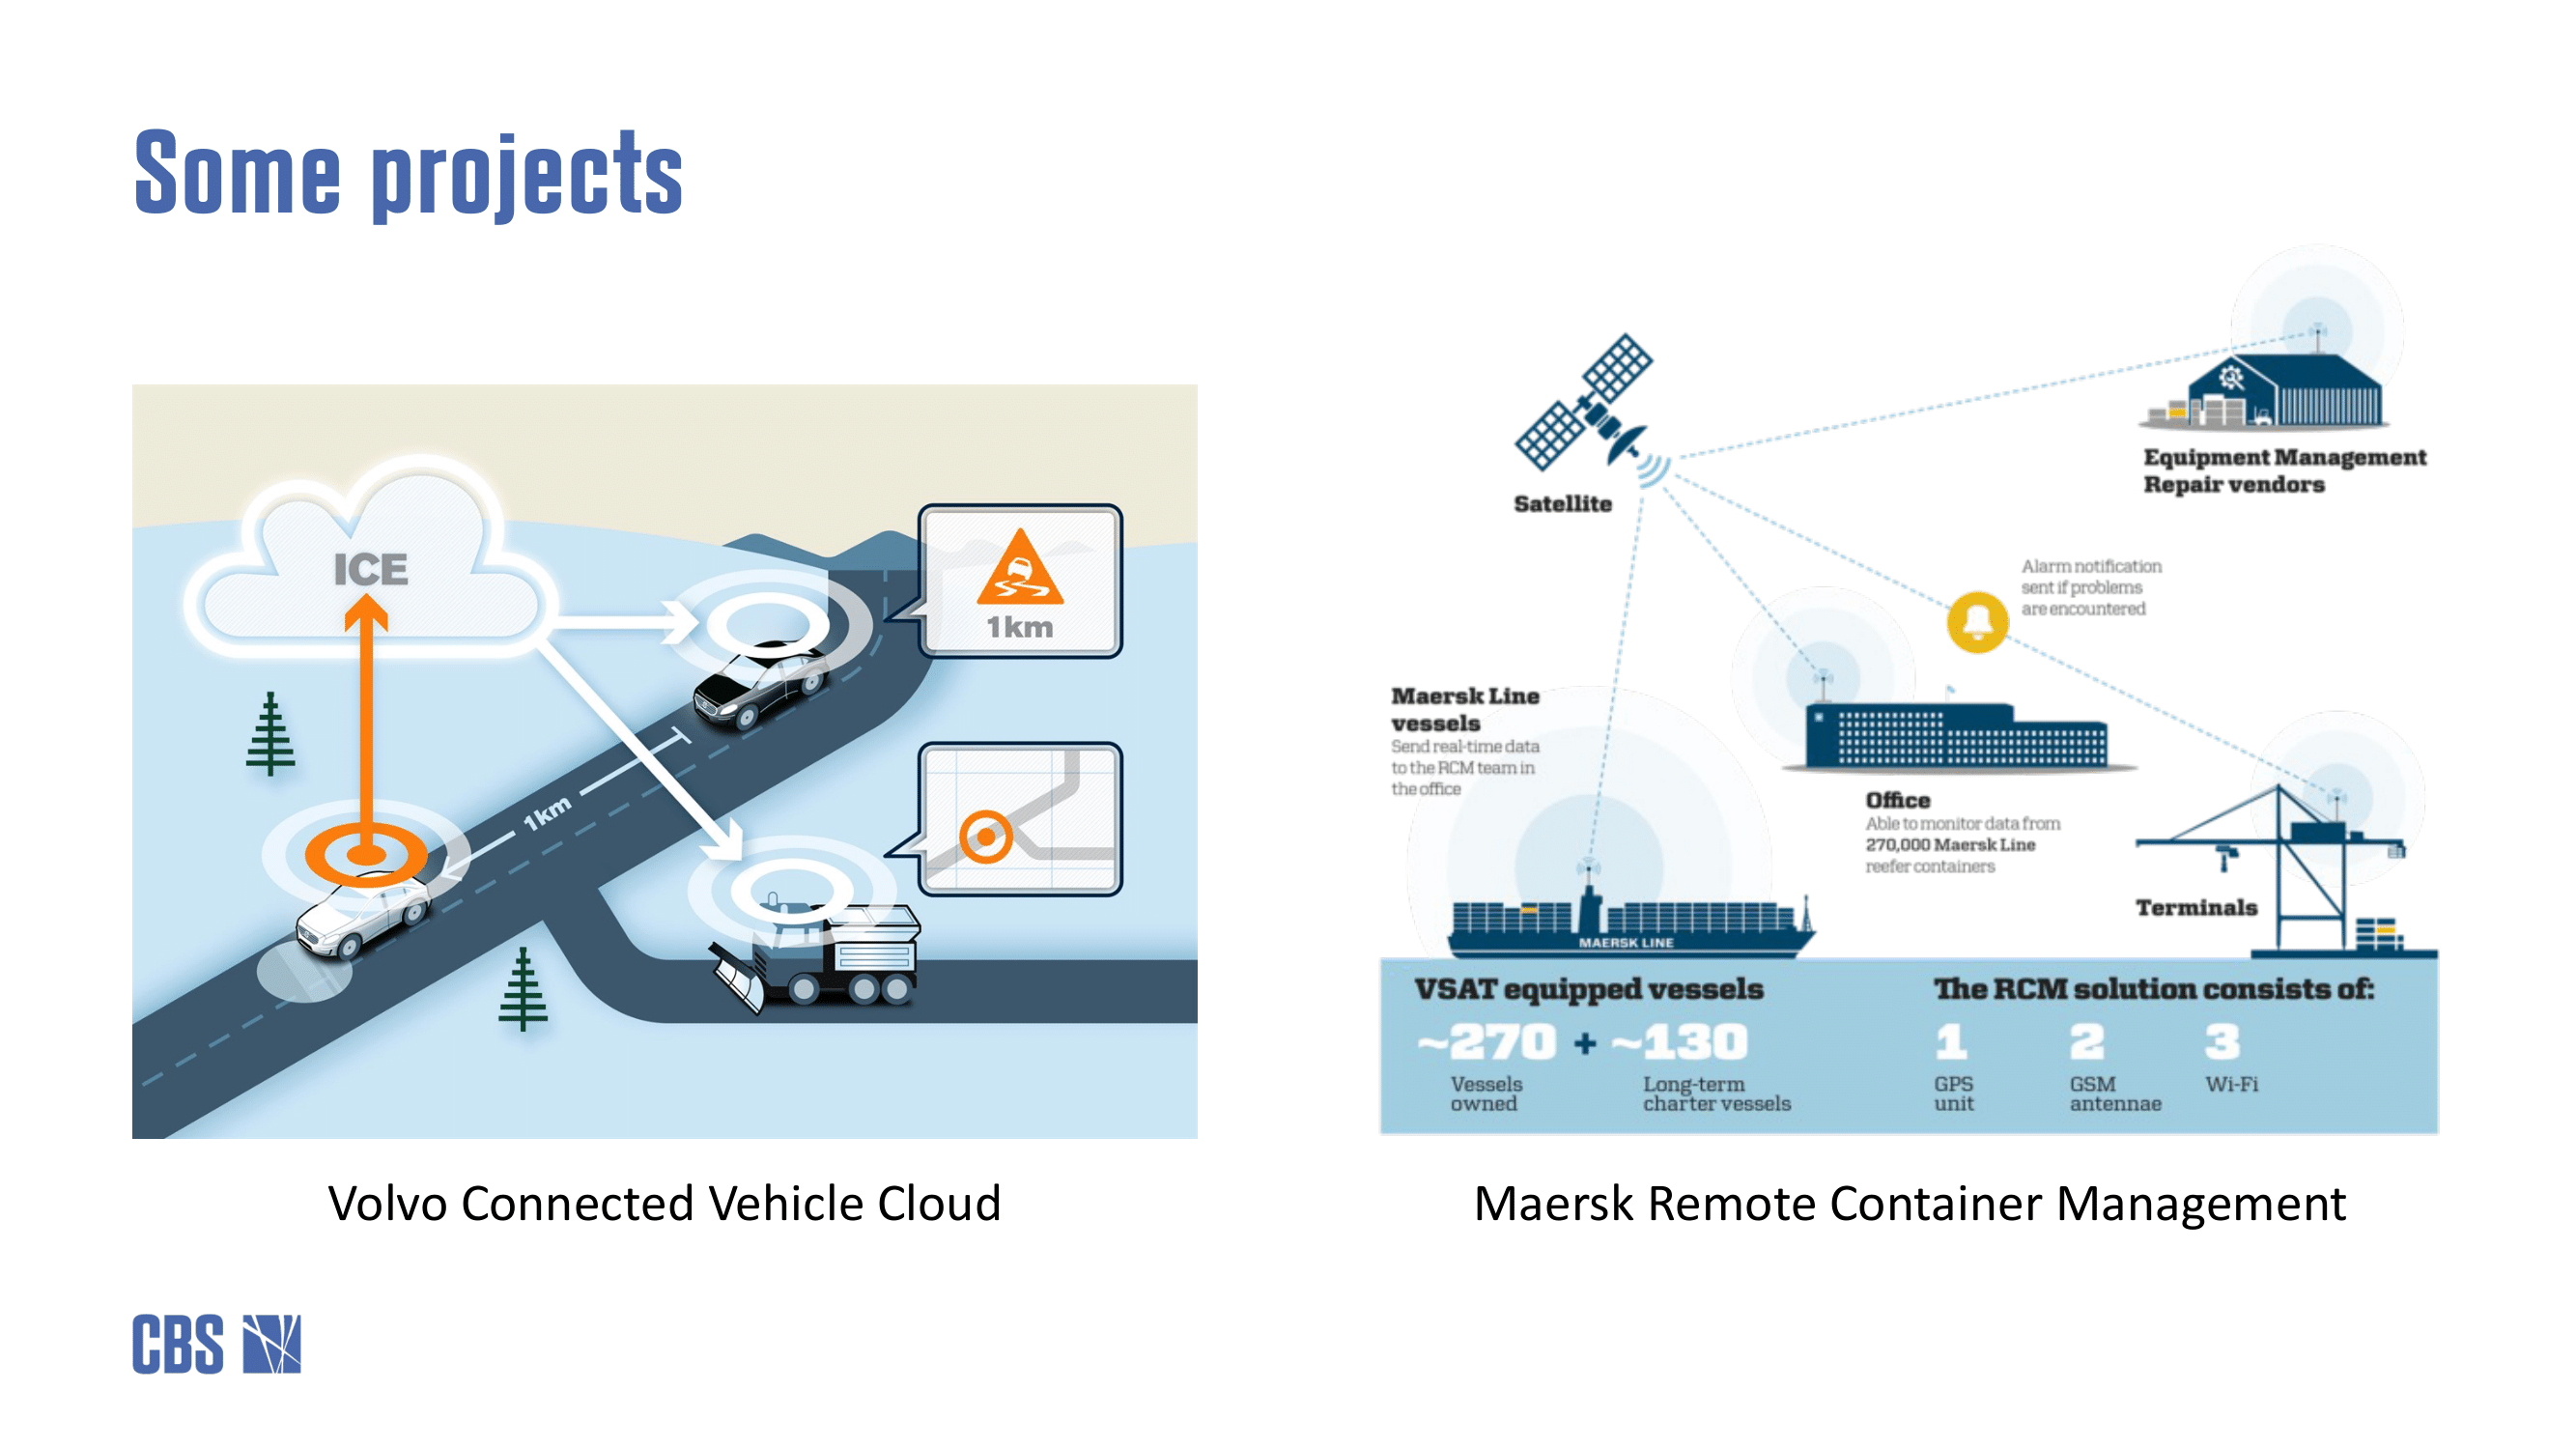 Some projects
ICE
1km
1km
Volvo Connected Vehicle Cloud
Satellite
Equipment Management
Repair vendors
Alarm notification
sent if problems
are encountered
Maersk Line
vessels
Send real-time data
to the RCM team in
the office
Office
Able to monitor data from
270,000 Maersk Line
reefer containers
Terminals
MAERSK LINE
VSAT equipped vessels
~270 + ~130
Vessels
owned
Long-term
charter vessels
The RCM solution consists of:
1 2 3
GPS
unit
GSM
antennae
Wi-Fi
Maersk Remote Container Management
CBS